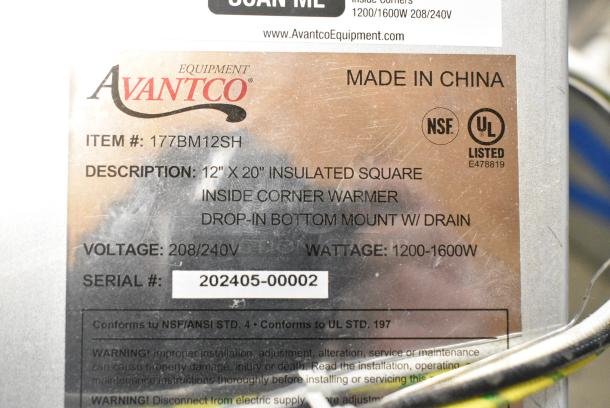 SCAN ME
Inside Corners
1200/1600W 208/240V
www.AvantcoEquipment.com
EQUIPMENT
AVANTCO®
MADE IN CHINA
NSF
UL
LISTED
E478819
ITEM #: 177BM12SH
DESCRIPTION: 12" X 20" INSULATED SQUARE
INSIDE CORNER WARMER
DROP-IN BOTTOM MOUNT W/ DRAIN
VOLTAGE: 208/240V WATTAGE: 1200-1600W
SERIAL #: 202405-00002
Conforms to NSF/ANSI STD. 4 • Conforms to UL STD. 197
WARNING! Improper installation, adjustment, alteration, service or maintenance
can cause property damage, injury or death. Read the installation, operating
maintenance instructions thoroughly before installing or servicing this
WARNING! Disconnect from electric supply